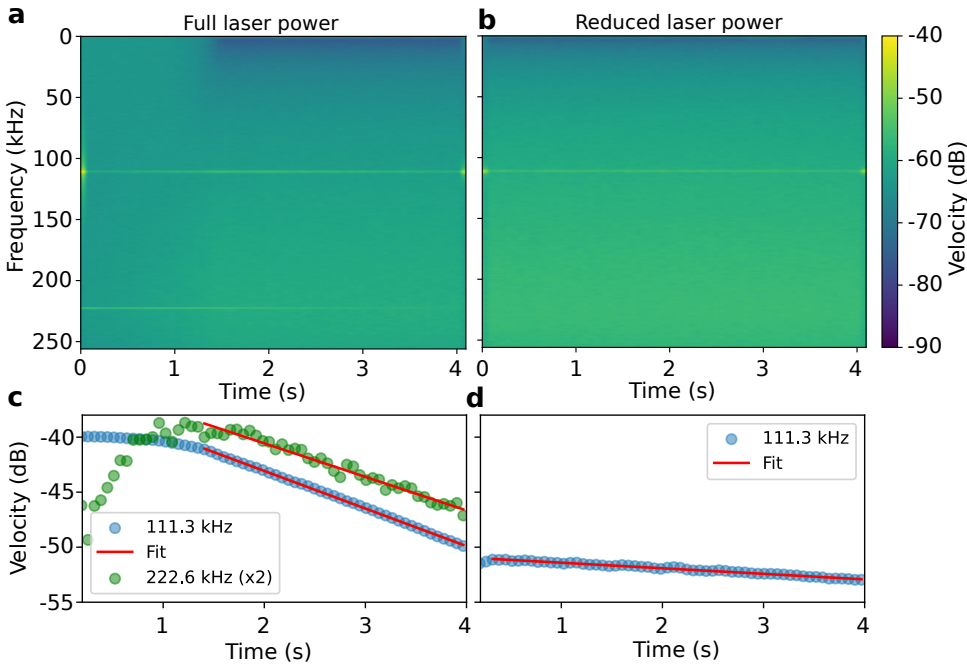 a
Full laser power
b
Reduced laser power
0
50
100
150
200
250
Frequency (kHz)
0
1
2
3
4
Time (s)
0
1
2
3
4
Time (s)
-40
-50
-60
-70
-80
-90
Velocity (dB)
c
-40
-45
-50
-55
Velocity (dB)
111.3 kHz
Fit
222.6 kHz (x2)
1
2
3
4
Time (s)
d
111.3 kHz
Fit
1
2
3
4
Time (s)